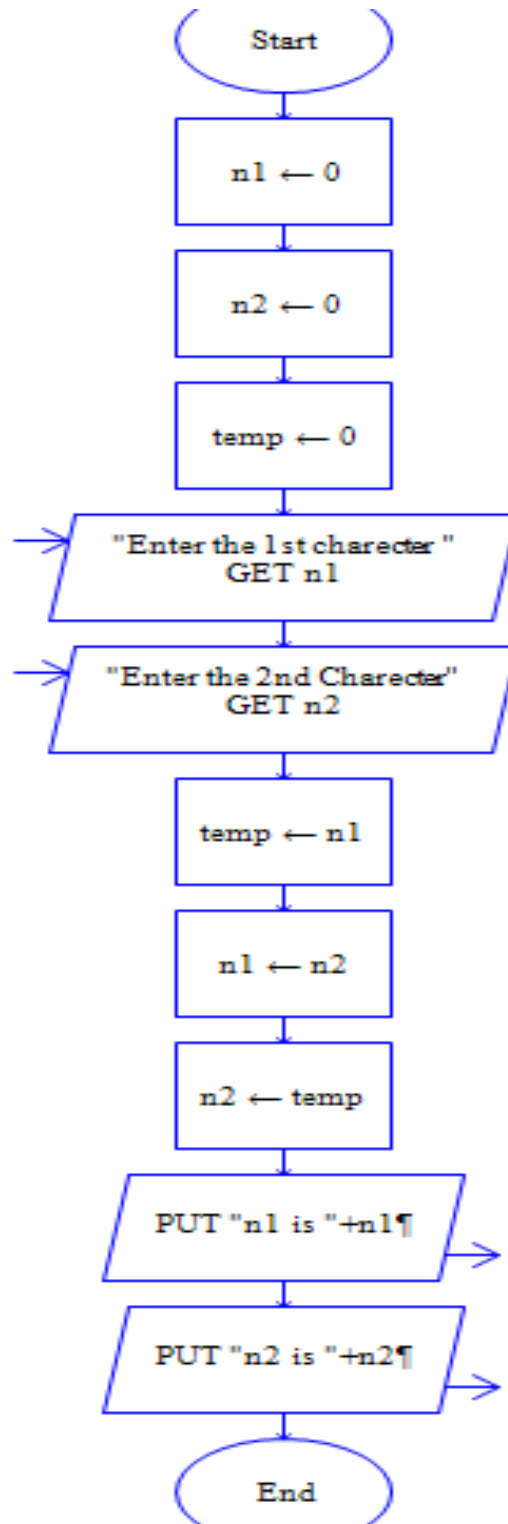 Start
n1 ← 0
n2 ← 0
temp ← 0
"Enter the 1st charecter "
GET n1
"Enter the 2nd Charecter"
GET n2
temp ← n1
n1 ← n2
n2 ← temp
PUT "n1 is "+n1¶
PUT "n2 is "+n2¶
End